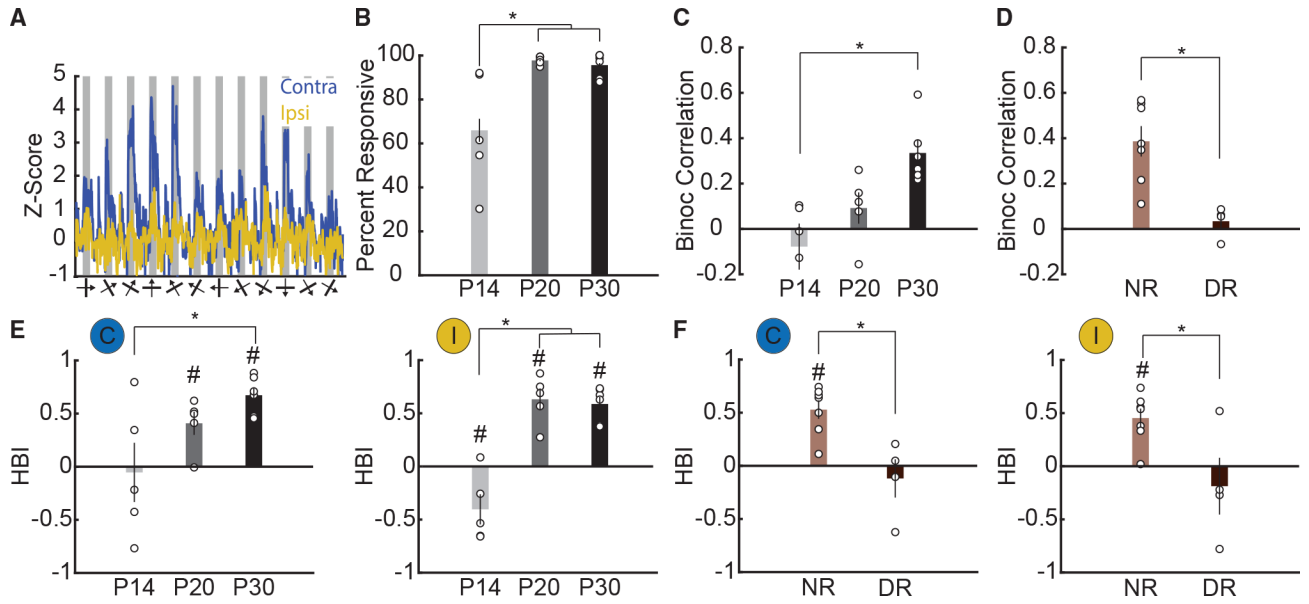 A
Z-Score
5
4
3
2
1
0
-1
Contra
Ipsi
B
Percent Responsive
100
80
60
40
20
0
*
P14 P20 P30
C
Binoc Correlation
0.8
0.6
0.4
0.2
0
-0.2
*
P14 P20 P30
D
Binoc Correlation
0.8
0.6
0.4
0.2
0
-0.2
*
NR DR
E
C
HBI
1
0.5
0
-0.5
-1
*
# #
P14 P20 P30
I
HBI
1
0.5
0
-0.5
-1
*
# # #
P14 P20 P30
F
C
HBI
1
0.5
0
-0.5
-1
*
#
NR DR
I
HBI
1
0.5
0
-0.5
-1
*
#
NR DR